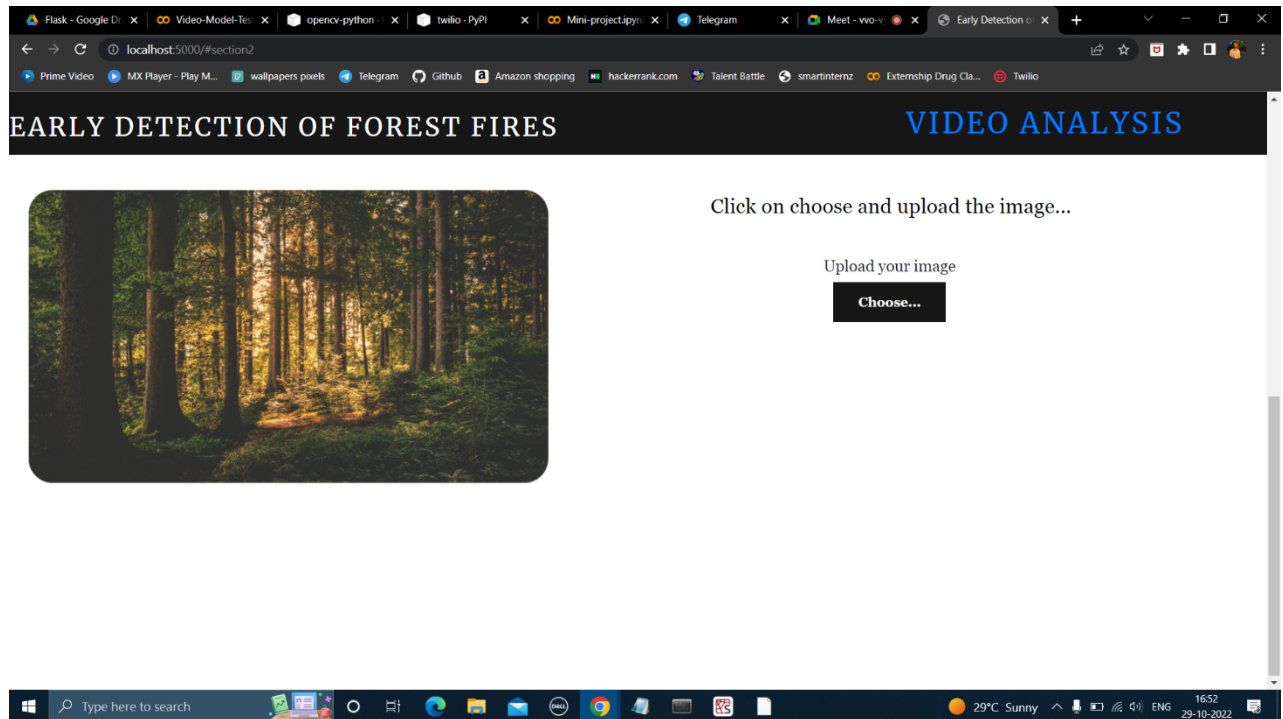 Flask - Google Dri
Video-Model-Tes
opencv-python ·
twilio · PyPI
Mini-project.ipyn
Telegram
Meet - vvo-v
Early Detection of
localhost:5000/#section2
Prime Video
MX Player - Play M...
wallpapers pixels
Telegram
Github
Amazon shopping
hackerrank.com
Talent Battle
smartinternz
Externship Drug Cla...
Twilio
EARLY DETECTION OF FOREST FIRES
VIDEO ANALYSIS
Click on choose and upload the image...
Upload your image
Choose...
Type here to search
DELL
29°C Sunny
ENG
16:52
29-10-2022